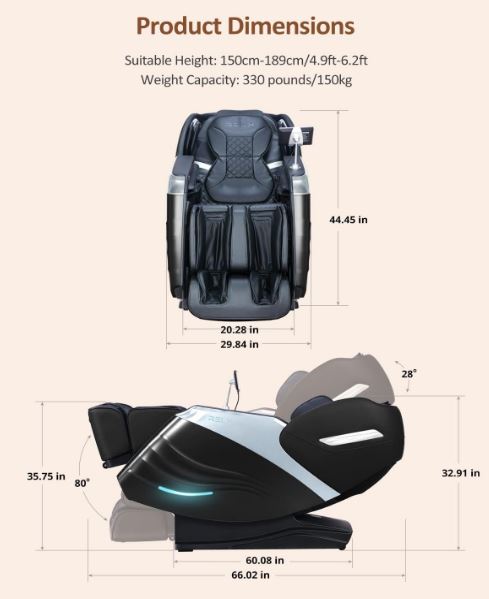 Product Dimensions
Suitable Height: 150cm-189cm/4.9ft-6.2ft
Weight Capacity: 330 pounds/150kg
44.45 in
20.28 in
29.84 in
28°
35.75 in
80°
32.91 in
60.08 in
66.02 in